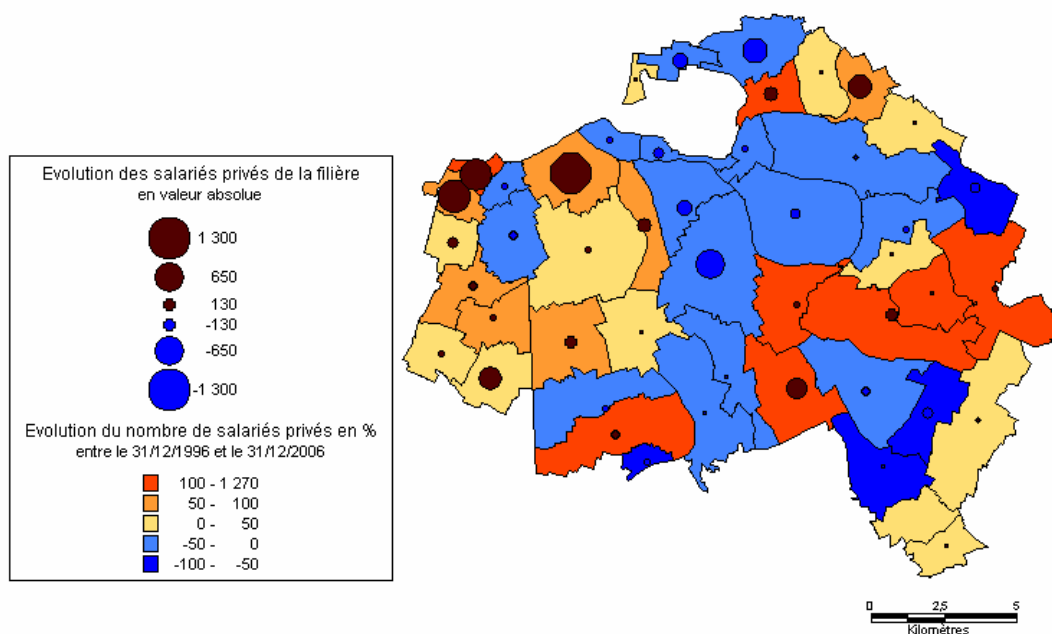 Evolution des salariés privés de la filière
en valeur absolue
1 300
650
130
-130
-650
-1 300
Evolution du nombre de salariés privés en %
entre le 31/12/1996 et le 31/12/2006
100 - 1 270
50 - 100
0 - 50
-50 - 0
-100 - -50
0 2,5 5
Kilomètres